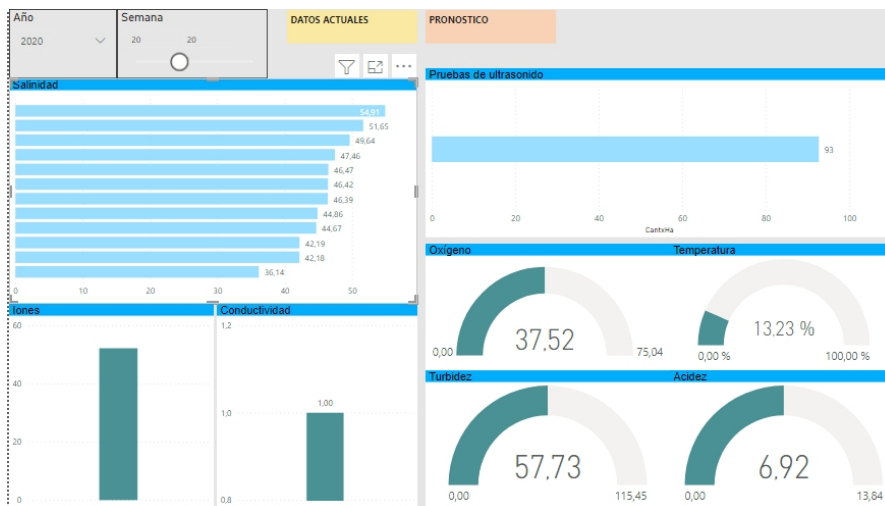 Año
2020
Semana
20 20
DATOS ACTUALES
PRONOSTICO
Salinidad
54,91
51,65
49,64
47,46
46,47
46,42
46,39
44,86
44,67
42,19
42,18
36,14
0 10 20 30 40 50
Pruebas de ultrasonido
93
0 20 40 60 80 100
CantxHa
Iones
60
40
20
0
Conductividad
1,2
1,00
1,0
0,8
Oxigeno
37,52
0,00 75,04
Temperatura
13,23 %
0,00 % 100,00 %
Turbidez
57,73
0,00 115,45
Acidez
6,92
0,00 13,84